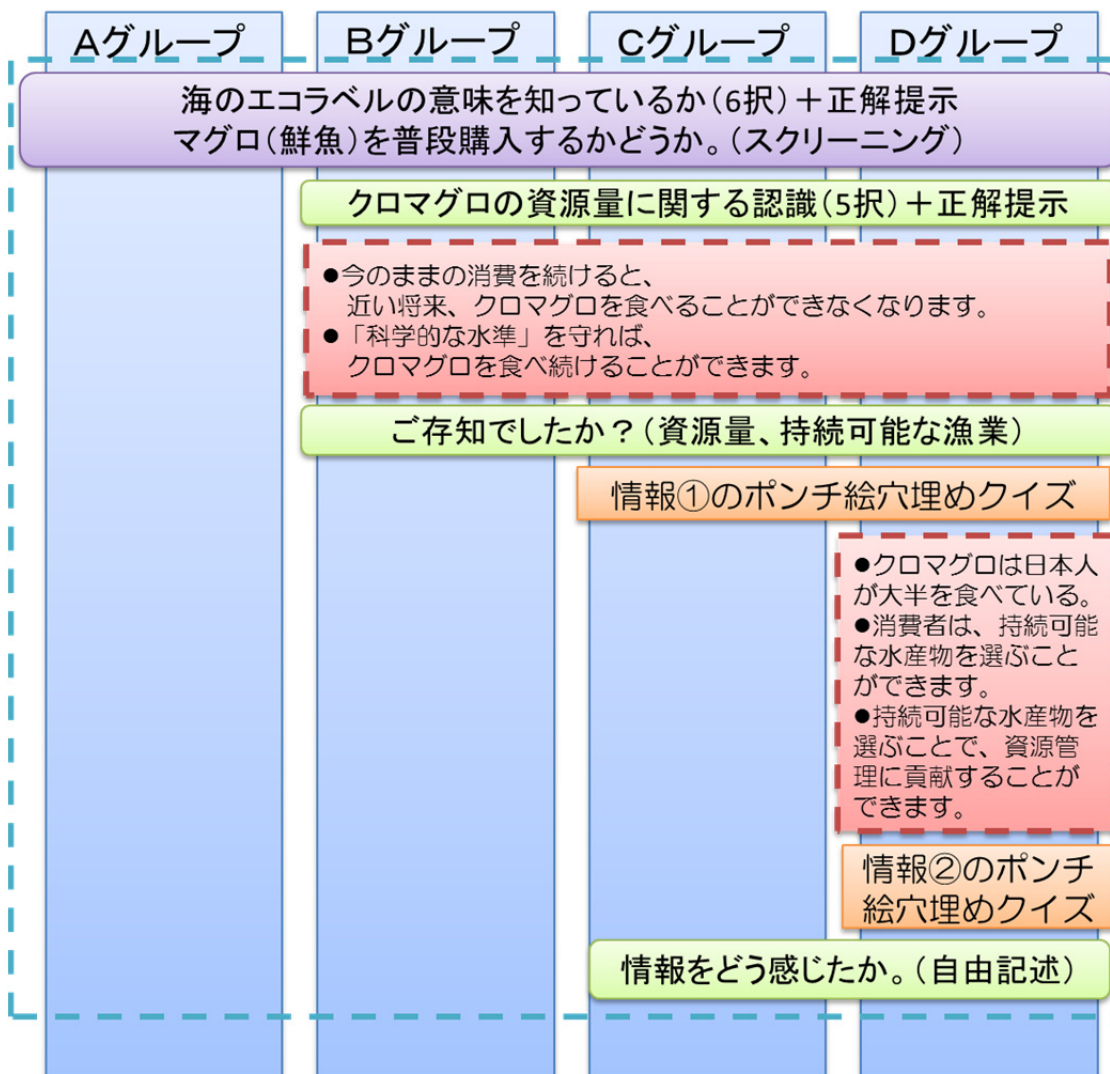 Aグループ
Bグループ
Cグループ
Dグループ
海のエコラベルの意味を知っているか(6択)+正解提示
マグロ(鮮魚)を普段購入するかどうか。(スクリーニング)
クロマグロの資源量に関する認識(5択)+正解提示
●今のままの消費を続けると、
近い将来、クロマグロを食べることができなくなります。
●「科学的な水準」を守れば、
クロマグロを食べ続けることができます。
ご存知でしたか?(資源量、持続可能な漁業)
情報①のポンチ絵穴埋めクイズ
●クロマグロは日本人
が大半を食べている。
●消費者は、持続可能
な水産物を選ぶこと
ができます。
●持続可能な水産物を
選ぶことで、資源管
理に貢献することが
できます。
情報②のポンチ
絵穴埋めクイズ
情報をどう感じたか。(自由記述)